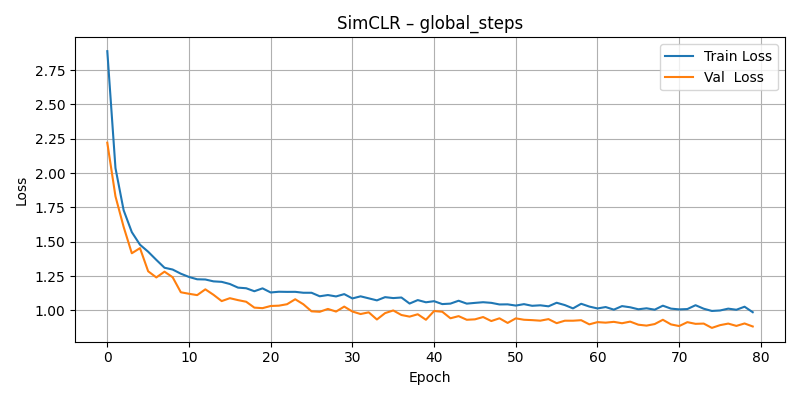 SimCLR – global_steps
Train Loss
Val  Loss
Loss
2.75
2.50
2.25
2.00
1.75
1.50
1.25
1.00
0 10 20 30 40 50 60 70 80
Epoch